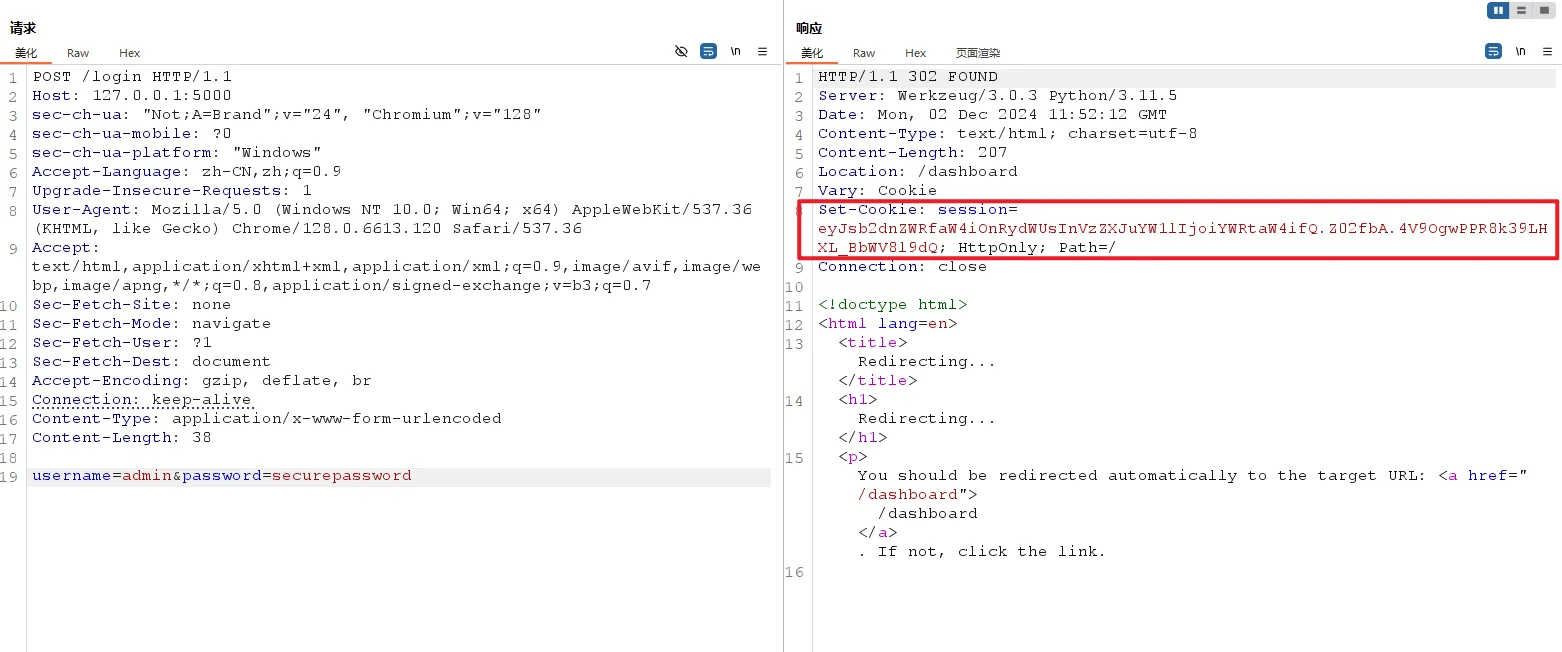 请求
美化 Raw Hex \n
1 POST /login HTTP/1.1
2 Host: 127.0.0.1:5000
3 sec-ch-ua: "Not;A=Brand";v="24", "Chromium";v="128"
4 sec-ch-ua-mobile: ?0
5 sec-ch-ua-platform: "Windows"
6 Accept-Language: zh-CN,zh;q=0.9
7 Upgrade-Insecure-Requests: 1
8 User-Agent: Mozilla/5.0 (Windows NT 10.0; Win64; x64) AppleWebKit/537.36
(KHTML, like Gecko) Chrome/128.0.6613.120 Safari/537.36
9 Accept:
text/html,application/xhtml+xml,application/xml;q=0.9,image/avif,image/we
bp,image/apng,*/*;q=0.8,application/signed-exchange;v=b3;q=0.7
10 Sec-Fetch-Site: none
11 Sec-Fetch-Mode: navigate
12 Sec-Fetch-User: ?1
13 Sec-Fetch-Dest: document
14 Accept-Encoding: gzip, deflate, br
15 Connection: keep-alive
16 Content-Type: application/x-www-form-urlencoded
17 Content-Length: 38
18
19 username=admin&password=securepassword
响应
美化 Raw Hex 页面渲染 \n
1 HTTP/1.1 302 FOUND
2 Server: Werkzeug/3.0.3 Python/3.11.5
3 Date: Mon, 02 Dec 2024 11:52:12 GMT
4 Content-Type: text/html; charset=utf-8
5 Content-Length: 207
6 Location: /dashboard
7 Vary: Cookie
8 Set-Cookie: session=
eyJsb2dnZWRfaW4iOnRydWUsInVzZXJuYW1lIjoiYWRtaW4ifQ.Z02fbA.4V9OgwPPR8k39LH
XL_BbWV8l9dQ; HttpOnly; Path=/
9 Connection: close
10
11 <!doctype html>
12 <html lang=en>
13 <title>
Redirecting...
</title>
14 <h1>
Redirecting...
</h1>
15 <p>
You should be redirected automatically to the target URL: <a href="
/dashboard">
/dashboard
</a>
. If not, click the link.
16